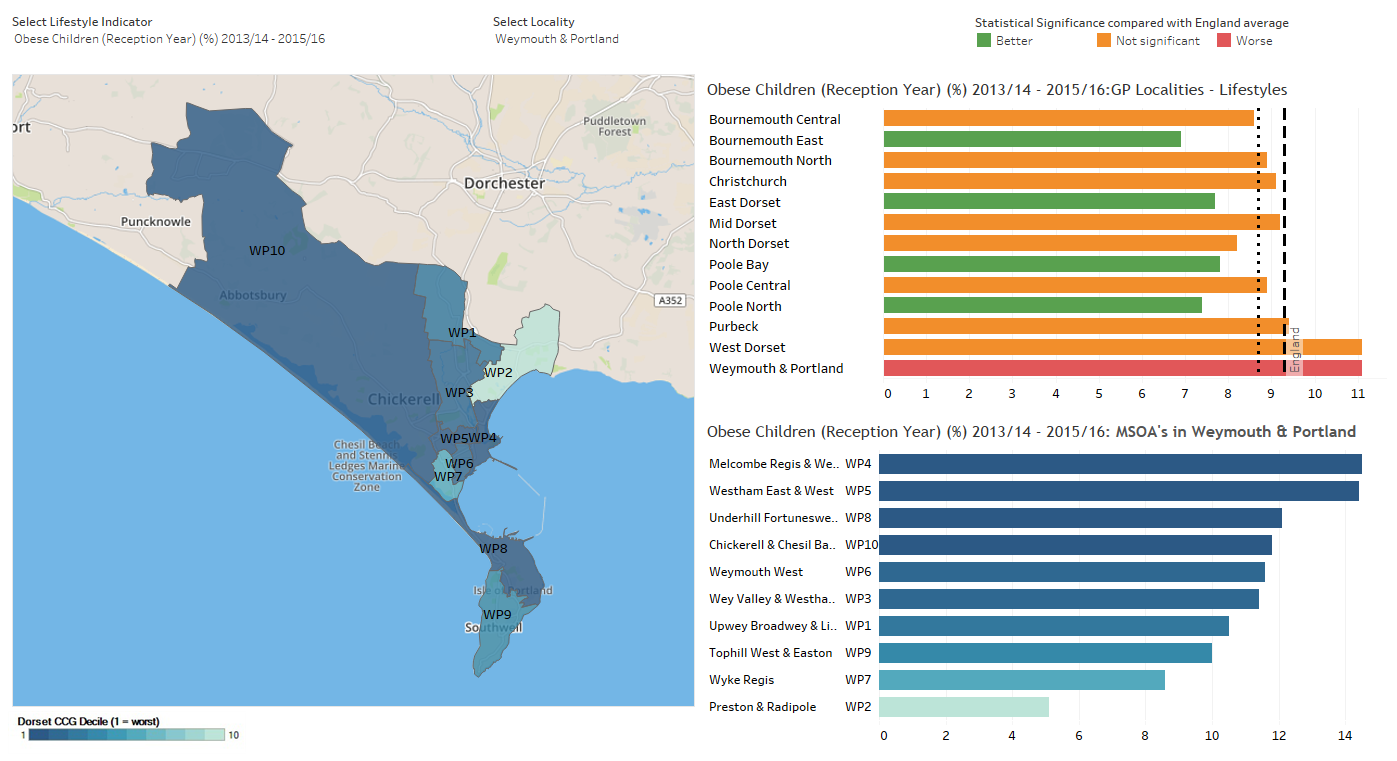 Select Lifestyle Indicator
Obese Children (Reception Year) (%) 2013/14 - 2015/16
Select Locality
Weymouth & Portland
Statistical Significance compared with England average
Better
Not significant
Worse
ort
Puddletown
Forest
Dorchester
Puncknowle
WP10
Abbotsbury
A352
WP1
WP2
WP3
Chickerell
WP5
WP4
Chesil Beach
and Stennis
Ledges Marine
Conservation
Zone
WP6
WP7
WP8
Isle of Portland
WP9
Southwell
Dorset CCG Decile (1 = worst)
1
10
Obese Children (Reception Year) (%) 2013/14 - 2015/16:GP Localities - Lifestyles
Bournemouth Central
Bournemouth East
Bournemouth North
Christchurch
East Dorset
Mid Dorset
North Dorset
Poole Bay
Poole Central
Poole North
Purbeck
West Dorset
Weymouth & Portland
England
0 1 2 3 4 5 6 7 8 9 10 11
Obese Children (Reception Year) (%) 2013/14 - 2015/16: MSOA's in Weymouth & Portland
Melcombe Regis & We.. WP4
Westham East & West WP5
Underhill Fortuneswe.. WP8
Chickerell & Chesil Ba.. WP10
Weymouth West WP6
Wey Valley & Westha.. WP3
Upwey Broadwey & Li.. WP1
Tophill West & Easton WP9
Wyke Regis WP7
Preston & Radipole WP2
0 2 4 6 8 10 12 14